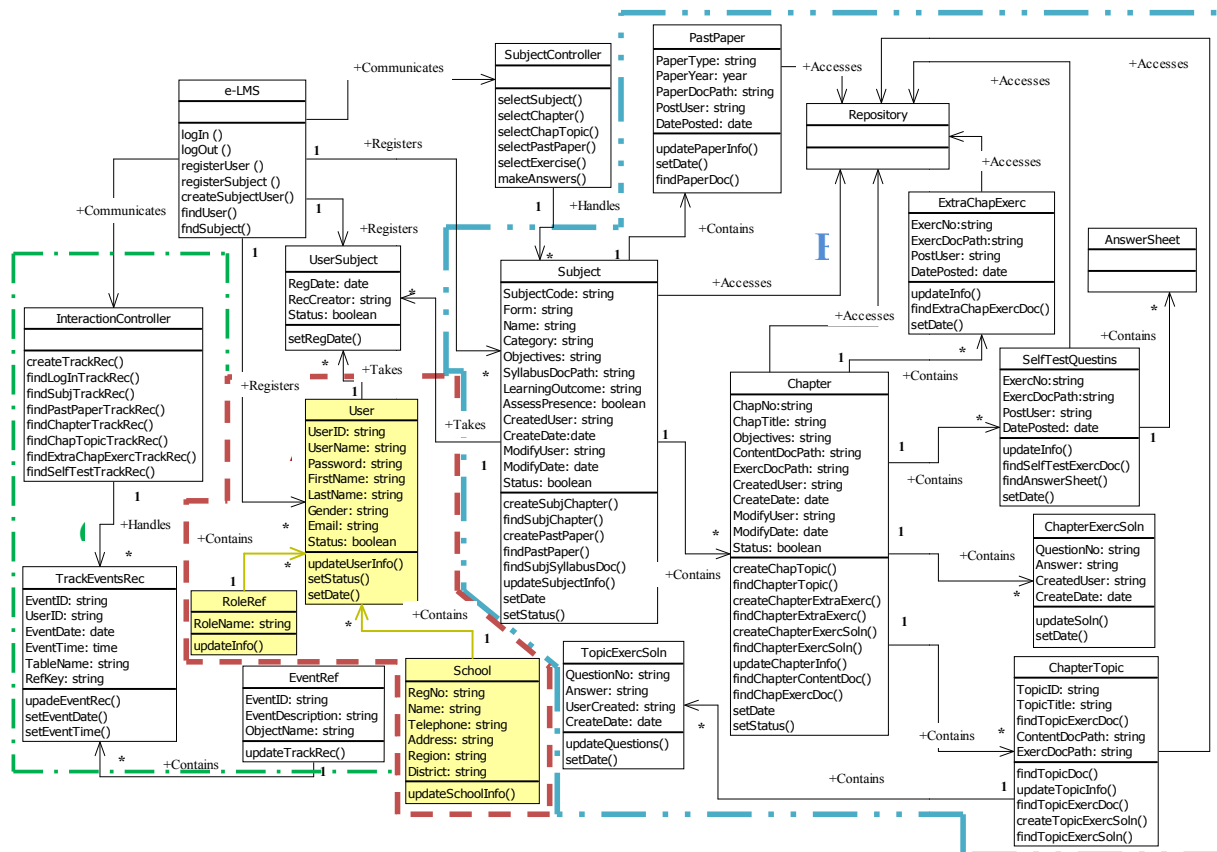 PastPaper
PaperType: string
PaperYear: year
PaperDocPath: string
PostUser: string
DatePosted: date
updatePaperInfo()
setDate()
findPaperDoc()
SubjectController
selectSubject()
selectChapter()
selectChapTopic()
selectPastPaper()
selectExercise()
makeAnswers()
+Communicates
+Accesses
+Accesses
+Accesses
e-LMS
logIn ()
logOut ()
registerUser ()
registerSubject ()
createSubjectUser()
findUser()
fndSubject()
Repository
1
+Registers
+Accesses
+Communicates
1
+Handles
*
1
+Registers
1
1
+Contains
ExtraChapExerc
ExercNo:string
ExercDocPath:string
PostUser: string
DatePosted: date
updateInfo()
findExtraChapExercDoc()
setDate()
AnswerSheet
UserSubject
RegDate: date
RecCreator: string
Status: boolean
setRegDate()
*
Subject
SubjectCode: string
Form: string
Name: string
Category: string
Objectives: string
SyllabusDocPath: string
LearningOutcome: string
AssessPresence: boolean
CreatedUser: string
CreateDate:date
ModifyUser: string
ModifyDate: date
Status: boolean
createSubjChapter()
findSubjChapter()
createPastPaper()
findPastPaper()
findSubjSyllabusDoc()
updateSubjectInfo()
setDate
setStatus()
+Accesses
+Accesses
*
+Contains
InteractionController
createTrackRec()
findLogInTrackRec()
findSubjTrackRec()
findPastPaperTrackRec()
findChapterTrackRec()
findChapTopicTrackRec()
findExtraChapExercTrackRec()
findSelfTestTrackRec()
*
+Takes
1
+Registers
*
1
*
+Contains
SelfTestQuestins
ExercNo:string
ExercDocPath:string
PostUser: string
DatePosted: date
updateInfo()
findSelfTestExercDoc()
findAnswerSheet()
setDate()
Chapter
ChapNo:string
ChapTitle: string
Objectives: string
ContentDocPath: string
ExercDocPath: string
CreatedUser: string
CreateDate: date
ModifyUser: string
ModifyDate: date
Status: boolean
createChapTopic()
findChapterTopic()
createChapterExtraExerc()
findChapterExtraExerc()
createChapterExercSoln()
findChapterExercSoln()
updateChapterInfo()
findChapterContentDoc()
findChapExercDoc()
setDate
setStatus()
User
UserID: string
UserName: string
Password: string
FirstName: string
LastName: string
Gender: string
Email: string
Status: boolean
updateUserInfo()
setStatus()
setDate()
+Takes
1
1
1
*
+Contains
1
1
+Handles
*
*
*
+Contains
1
*
+Contains
1
+Contains
*
ChapterExercSoln
QuestionNo: string
Answer: string
CreatedUser: string
CreateDate: date
updateSoln()
setDate()
TrackEventsRec
EventID: string
UserID: string
EventDate: date
EventTime: time
TableName: string
RefKey: string
upadeEventRec()
setEventDate()
setEventTime()
1
RoleRef
RoleName: string
updateInfo()
*
+Contains
1
School
RegNo: string
Name: string
Telephone: string
Address: string
Region: string
District: string
updateSchoolInfo()
TopicExercSoln
QuestionNo: string
Answer: string
UserCreated: string
CreateDate: date
updateQuestions()
setDate()
*
1
+Contains
*
ChapterTopic
TopicID: string
TopicTitle: string
findTopicExercDoc()
ContentDocPath: string
ExercDocPath: string
findTopicDoc()
updateTopicInfo()
findTopicExercDoc()
createTopicExercSoln()
findTopicExercSoln()
EventRef
EventID: string
EventDescription: string
ObjectName: string
updateTrackRec()
*
+Contains
1
+Contains
1